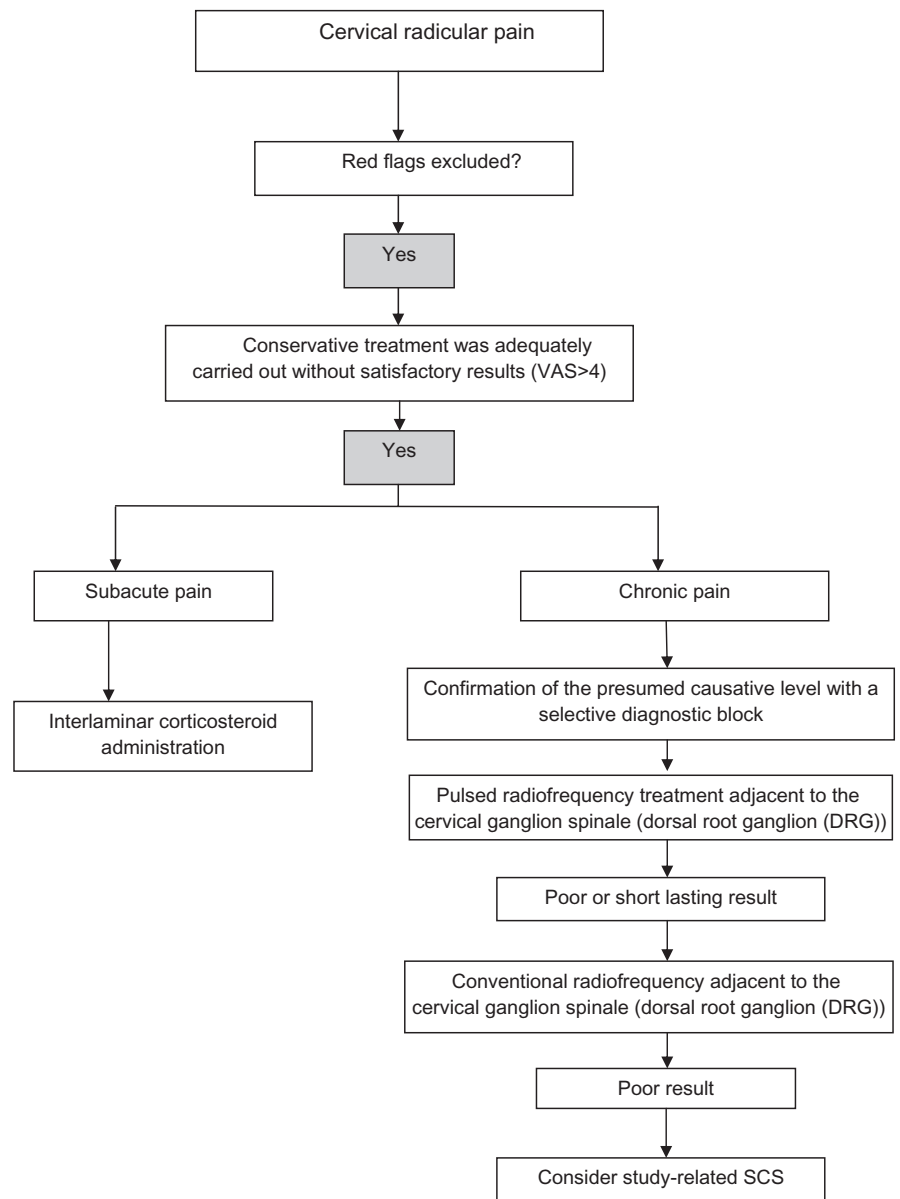 Cervical radicular pain
Red flags excluded?
Yes
Conservative treatment was adequately
carried out without satisfactory results (VAS>4)
Yes
Subacute pain
Interlaminar corticosteroid
administration
Chronic pain
Confirmation of the presumed causative level with a
selective diagnostic block
Pulsed radiofrequency treatment adjacent to the
cervical ganglion spinale (dorsal root ganglion (DRG))
Poor or short lasting result
Conventional radiofrequency adjacent to the
cervical ganglion spinale (dorsal root ganglion (DRG))
Poor result
Consider study-related SCS